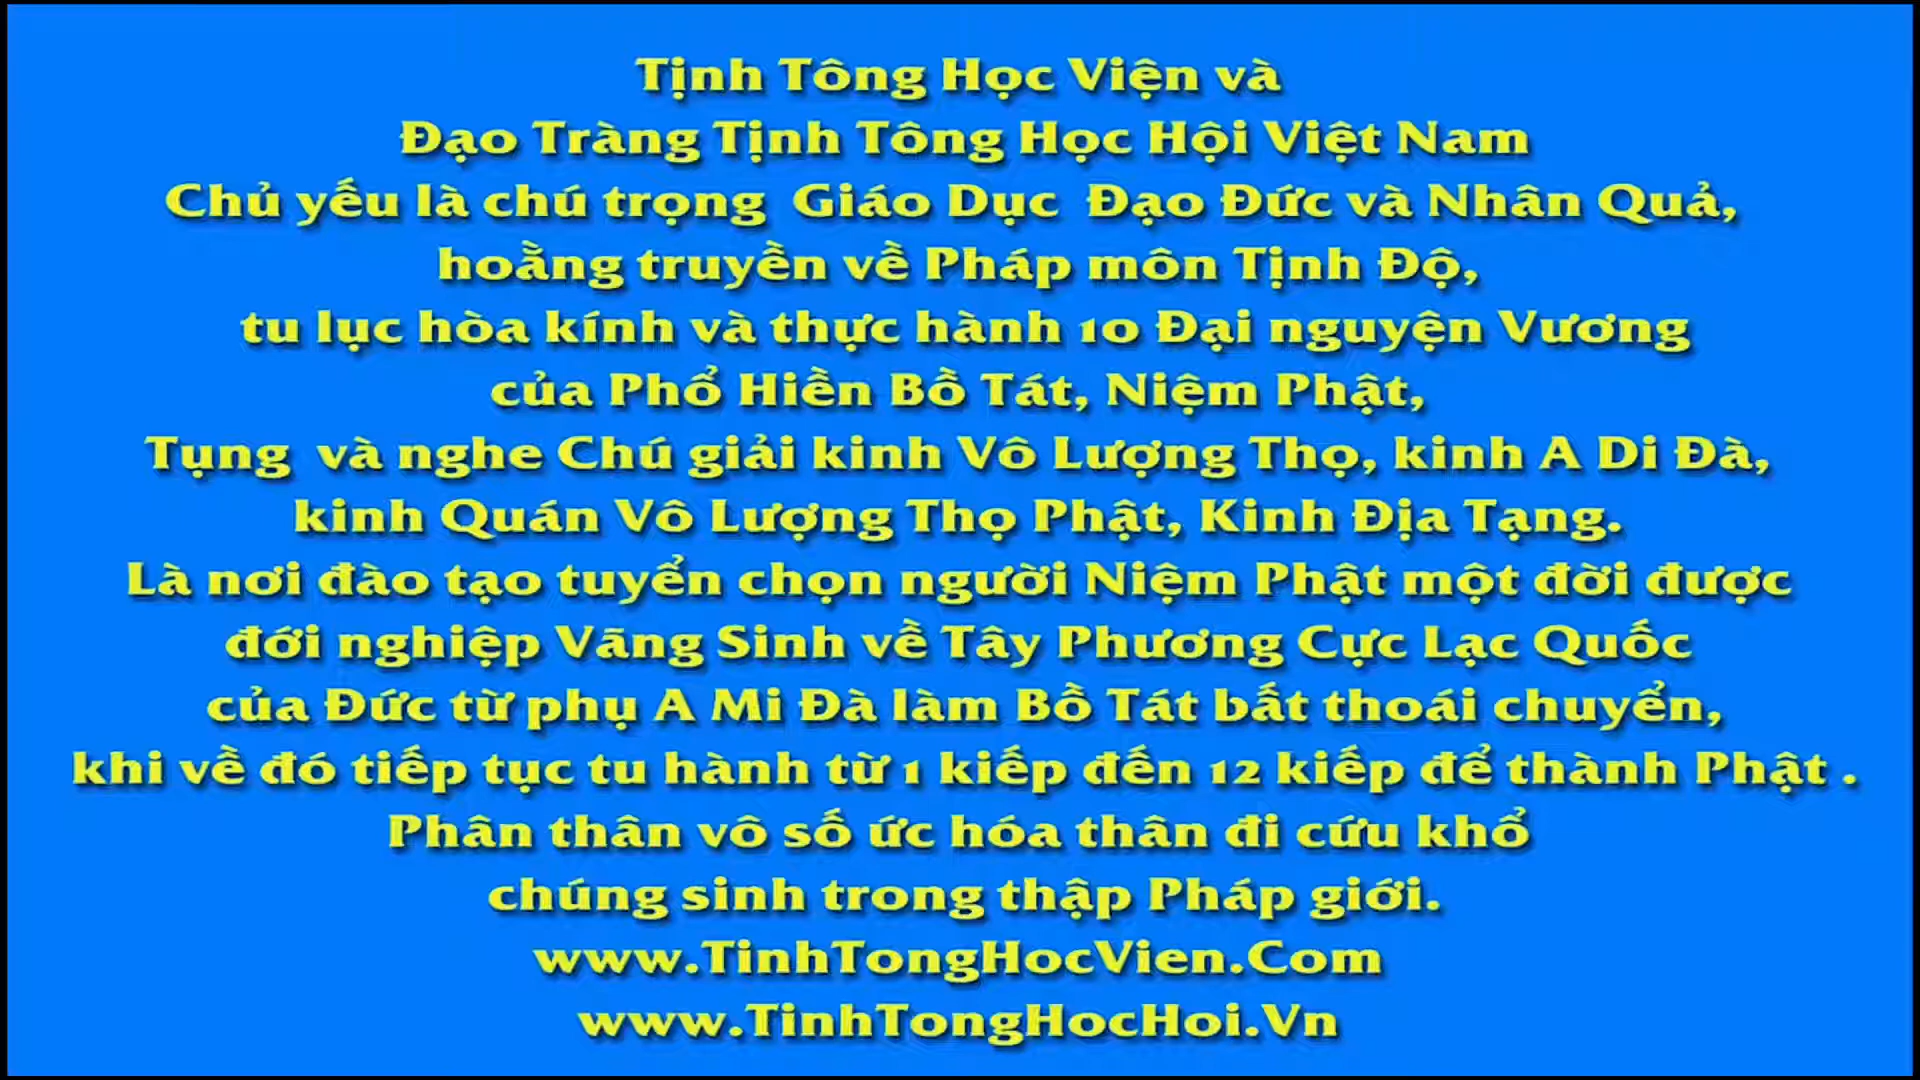 Tịnh Tông Học Viện và
Đạo Tràng Tịnh Tông Học Hội Việt Nam
Chủ yếu là chú trọng Giáo Dục Đạo Đức và Nhân Quả,
hoằng truyền về Pháp môn Tịnh Độ,
tu lục hòa kính và thực hành 10 Đại nguyện Vương
của Phổ Hiền Bồ Tát, Niệm Phật,
Tụng và nghe Chú giải kinh Vô Lượng Thọ, kinh A Di Đà,
kinh Quán Vô Lượng Thọ Phật, Kinh Địa Tạng.
Là nơi đào tạo tuyển chọn người Niệm Phật một đời được
đới nghiệp Vãng Sinh về Tây Phương Cực Lạc Quốc
của Đức từ phụ A Mi Đà làm Bồ Tát bất thoái chuyển,
khi về đó tiếp tục tu hành từ 1 kiếp đến 12 kiếp để thành Phật .
Phân thân vô số ức hóa thân đi cứu khổ
chúng sinh trong thập Pháp giới.
www.TinhTongHocVien.Com
www.TinhTongHocHoi.Vn